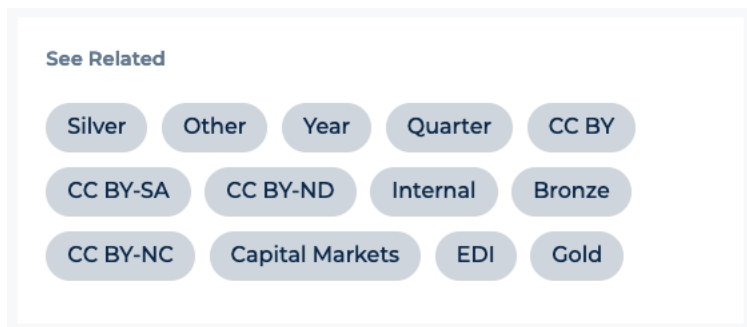 See Related
Silver Other Year Quarter CC BY
CC BY-SA CC BY-ND Internal Bronze
CC BY-NC Capital Markets EDI Gold